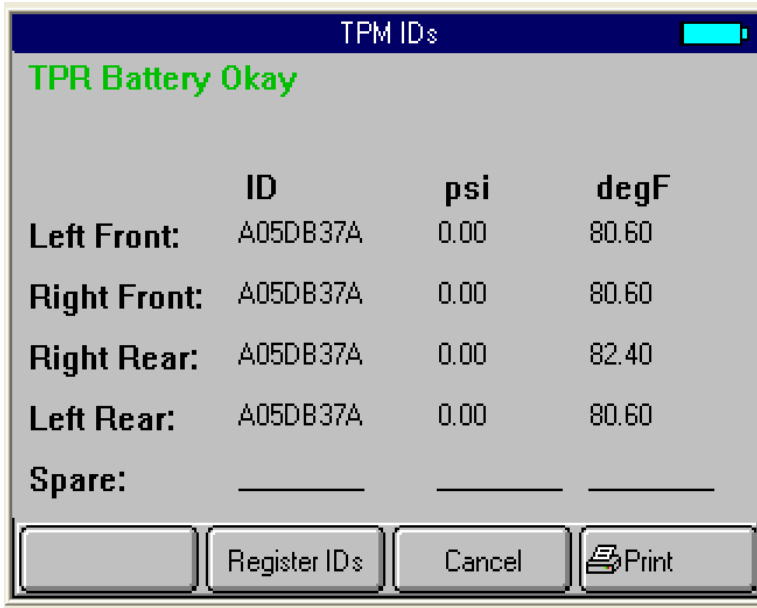 TPM IDs
TPR Battery Okay
ID psi degF
Left Front: A05DB37A 0.00 80.60
Right Front: A05DB37A 0.00 80.60
Right Rear: A05DB37A 0.00 82.40
Left Rear: A05DB37A 0.00 80.60
Spare:
Register IDs Cancel Print